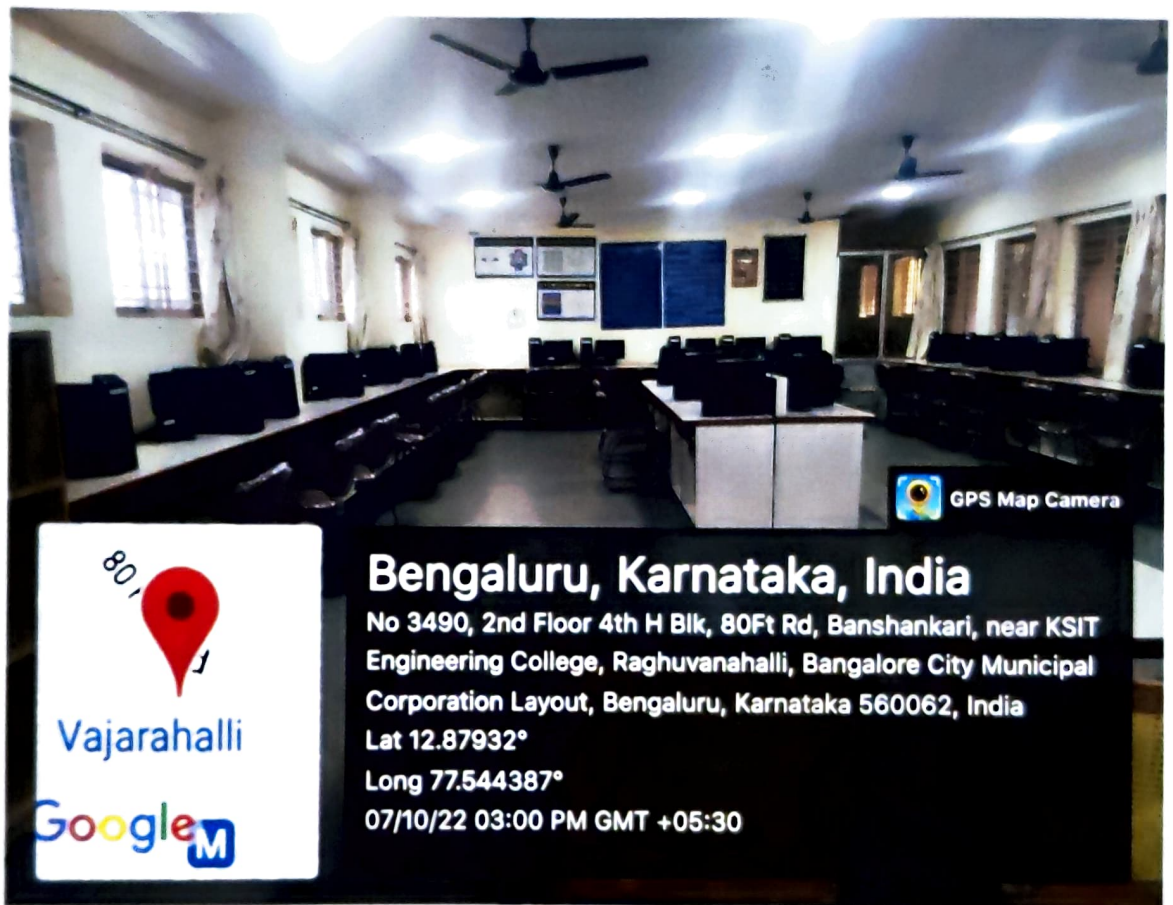 GPS Map Camera
Bengaluru, Karnataka, India
No 3490, 2nd Floor 4th H Blk, 80Ft Rd, Banshankari, near KSIT
Engineering College, Raghuvanahalli, Bangalore City Municipal
Corporation Layout, Bengaluru, Karnataka 560062, India
Lat 12.87932°
Long 77.544387°
07/10/22 03:00 PM GMT +05:30
80
Vajarahalli
Google
M